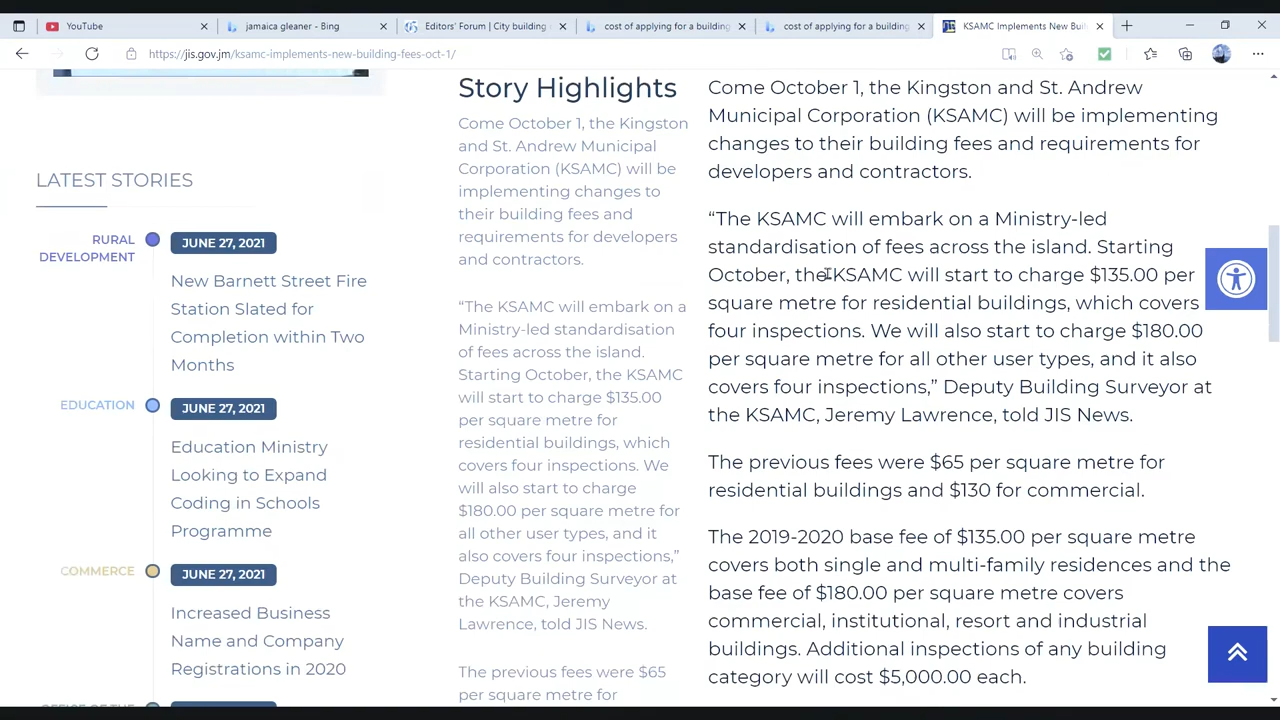 YouTube
jamaica gleaner - Bing
Editors' Forum | City building
cost of applying for a building
cost of applying for a building
KSAMC Implements New Buil
https://jis.gov.jm/ksamc-implements-new-building-fees-oct-1/
LATEST STORIES
RURAL
DEVELOPMENT
JUNE 27, 2021
New Barnett Street Fire
Station Slated for
Completion within Two
Months
EDUCATION
JUNE 27, 2021
Education Ministry
Looking to Expand
Coding in Schools
Programme
COMMERCE
JUNE 27, 2021
Increased Business
Name and Company
Registrations in 2020
OFFICE OF THE
Story Highlights
Come October 1, the Kingston
and St. Andrew Municipal
Corporation (KSAMC) will be
implementing changes to
their building fees and
requirements for developers
and contractors.
“The KSAMC will embark on a
Ministry-led standardisation
of fees across the island.
Starting October, the KSAMC
will start to charge $135.00
per square metre for
residential buildings, which
covers four inspections. We
will also start to charge
$180.00 per square metre for
all other user types, and it
also covers four inspections,”
Deputy Building Surveyor at
the KSAMC, Jeremy
Lawrence, told JIS News.
The previous fees were $65
per square metre for
Come October 1, the Kingston and St. Andrew
Municipal Corporation (KSAMC) will be implementing
changes to their building fees and requirements for
developers and contractors.
“The KSAMC will embark on a Ministry-led
standardisation of fees across the island. Starting
October, the KSAMC will start to charge $135.00 per
square metre for residential buildings, which covers
four inspections. We will also start to charge $180.00
per square metre for all other user types, and it also
covers four inspections,” Deputy Building Surveyor at
the KSAMC, Jeremy Lawrence, told JIS News.
The previous fees were $65 per square metre for
residential buildings and $130 for commercial.
The 2019-2020 base fee of $135.00 per square metre
covers both single and multi-family residences and the
base fee of $180.00 per square metre covers
commercial, institutional, resort and industrial
buildings. Additional inspections of any building
category will cost $5,000.00 each.